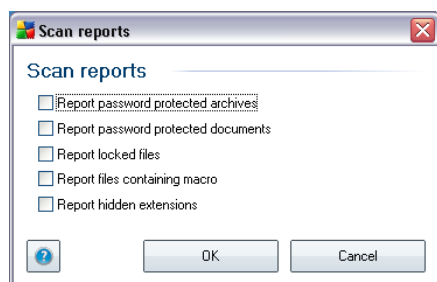 Scan reports
Scan reports
Report password protected archives
Report password protected documents
Report locked files
Report files containing macro
Report hidden extensions
?
OK
Cancel